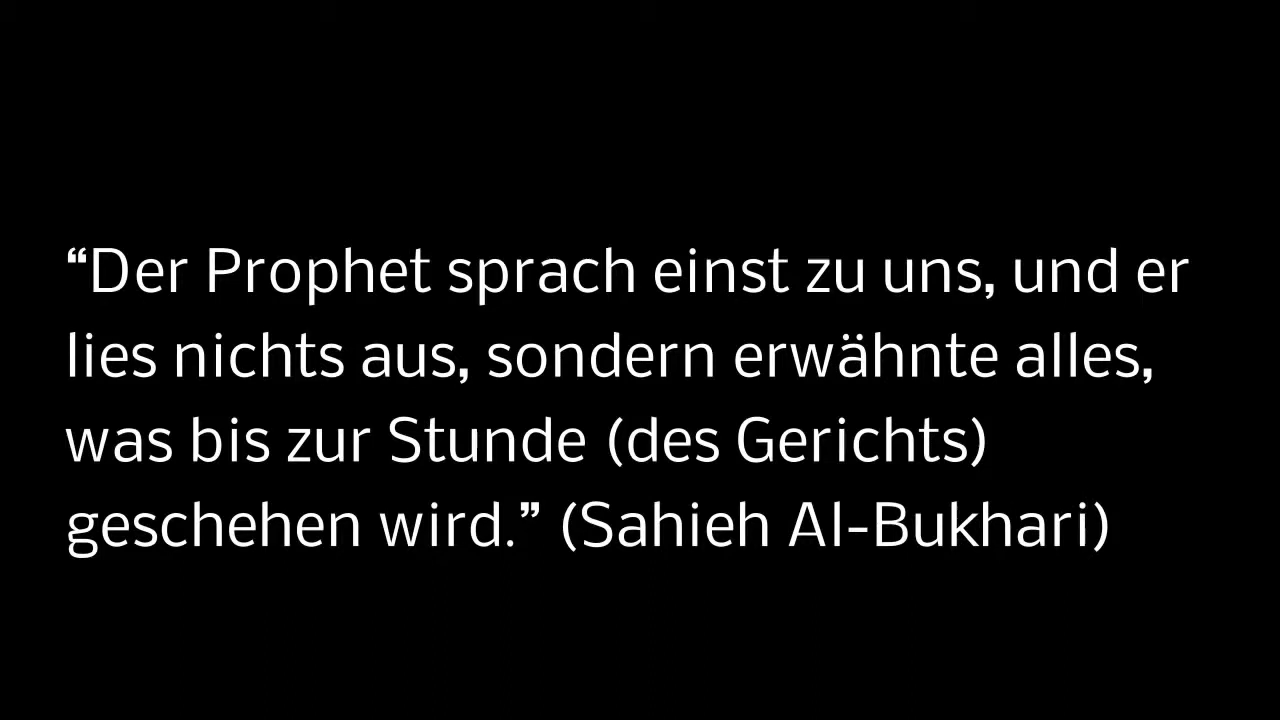 “Der Prophet sprach einst zu uns, und er
lies nichts aus, sondern erwähnte alles,
was bis zur Stunde (des Gerichts)
geschehen wird.” (Sahieh Al-Bukhari)